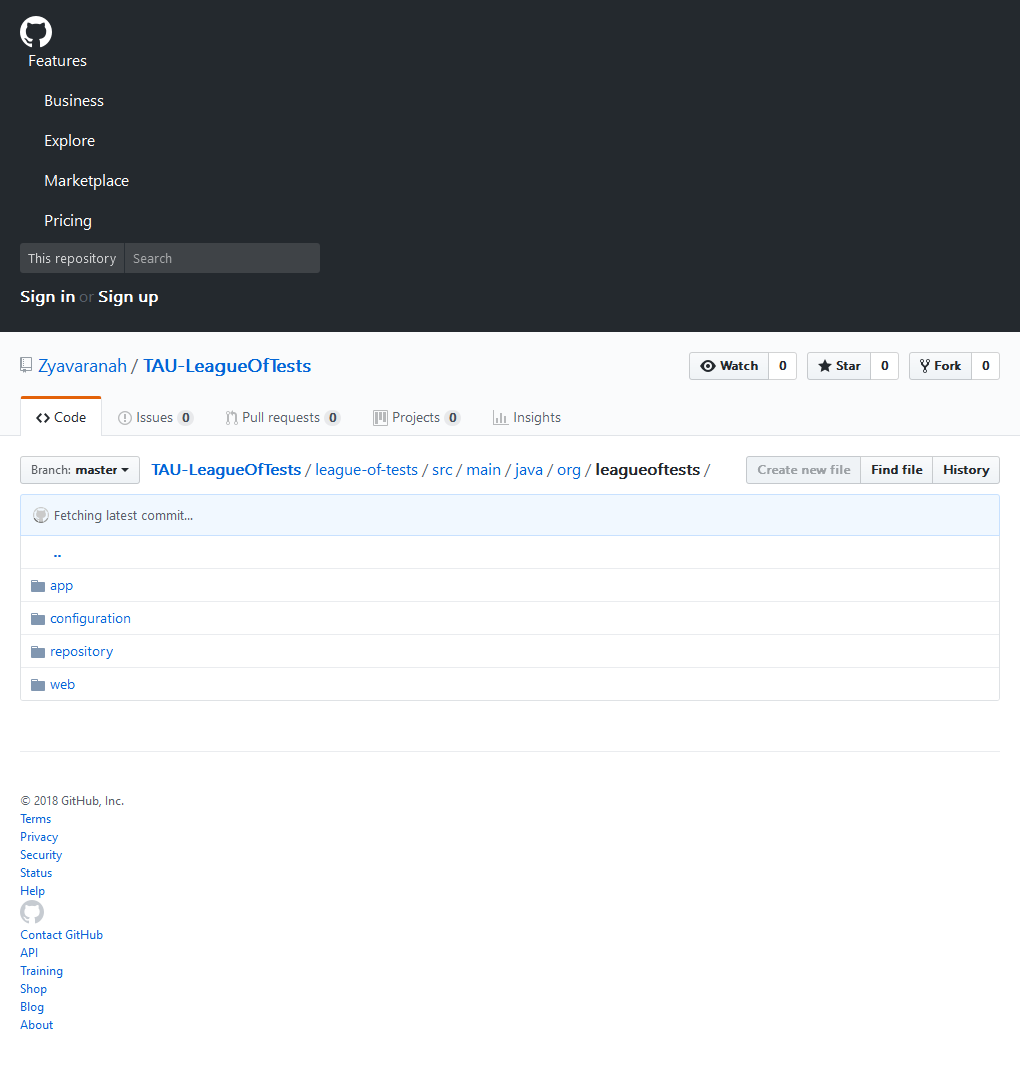 Features
Business
Explore
Marketplace
Pricing
This repository Search
Sign in or Sign up
Zyavaranah / TAU-LeagueOfTests
Watch 0 Star 0 Fork 0
Code Issues 0 Pull requests 0 Projects 0 Insights
Branch: master TAU-LeagueOfTests / league-of-tests / src / main / java / org / leagueoftests / Create new file Find file History
Fetching latest commit...
..
app
configuration
repository
web
© 2018 GitHub, Inc.
Terms
Privacy
Security
Status
Help
Contact GitHub
API
Training
Shop
Blog
About